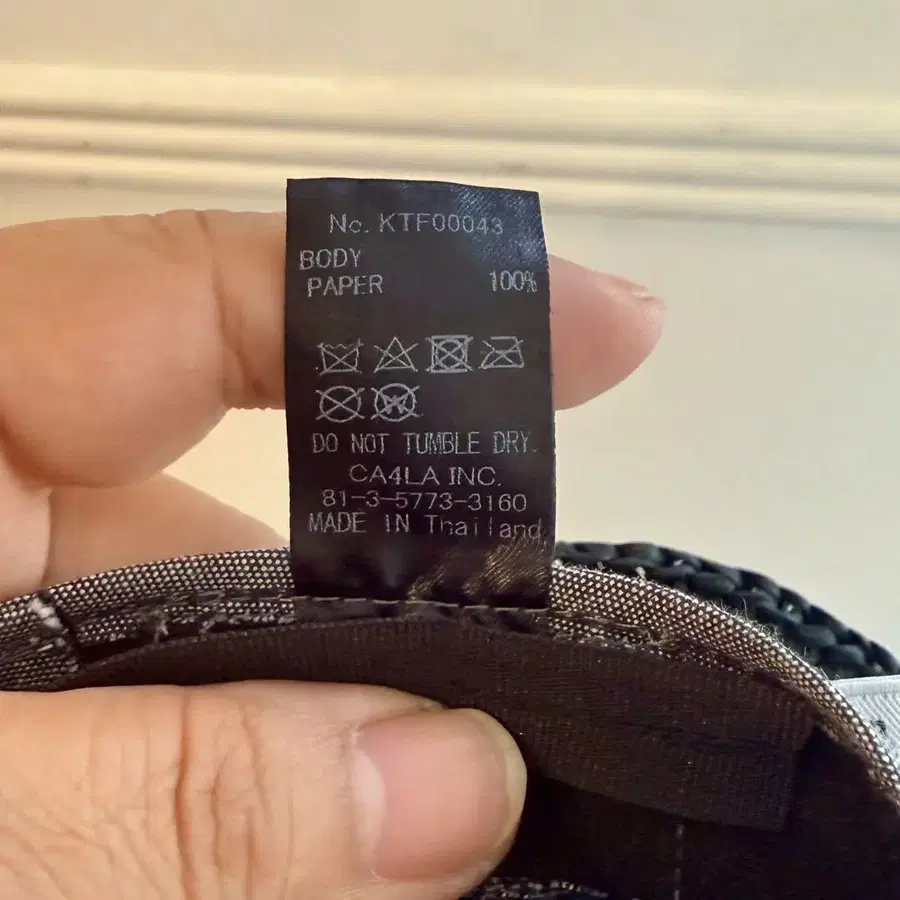 No. KTF00043
BODY
PAPER 100%
DO NOT TUMBLE DRY.
CA4LA INC.
81-3-5773-3160
MADE IN Thailand